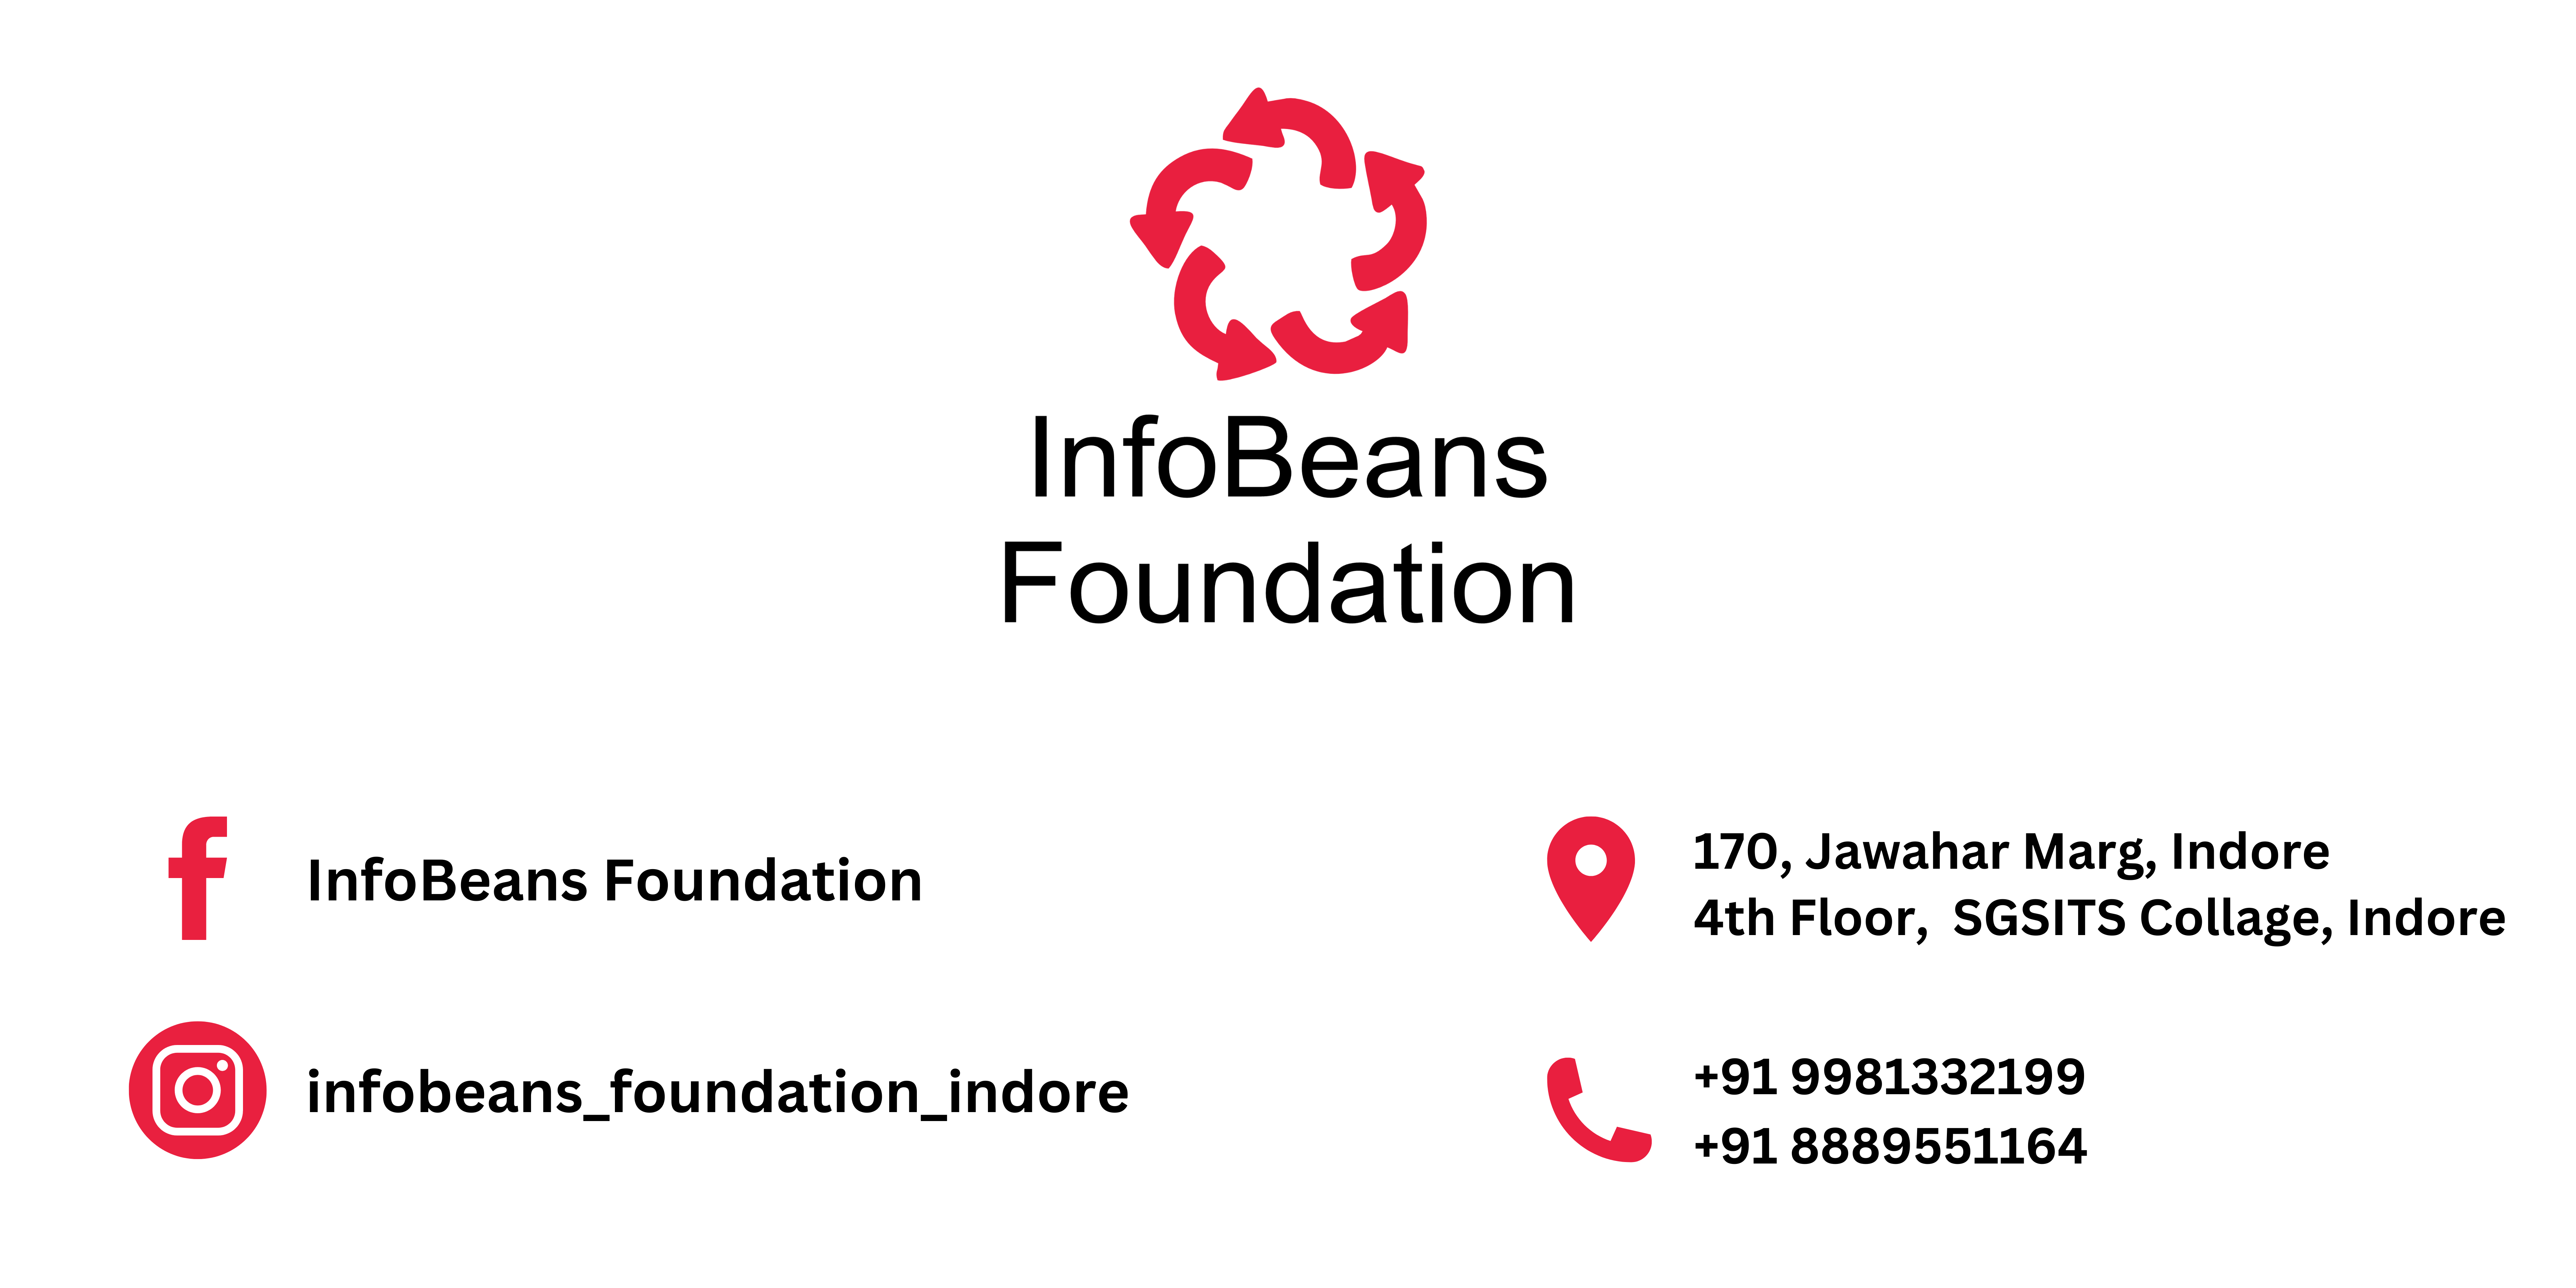 InfoBeans
Foundation
InfoBeans Foundation
infobeans_foundation_indore
170, Jawahar Marg, Indore
4th Floor,  SGSITS Collage, Indore
+91 9981332199
+91 8889551164